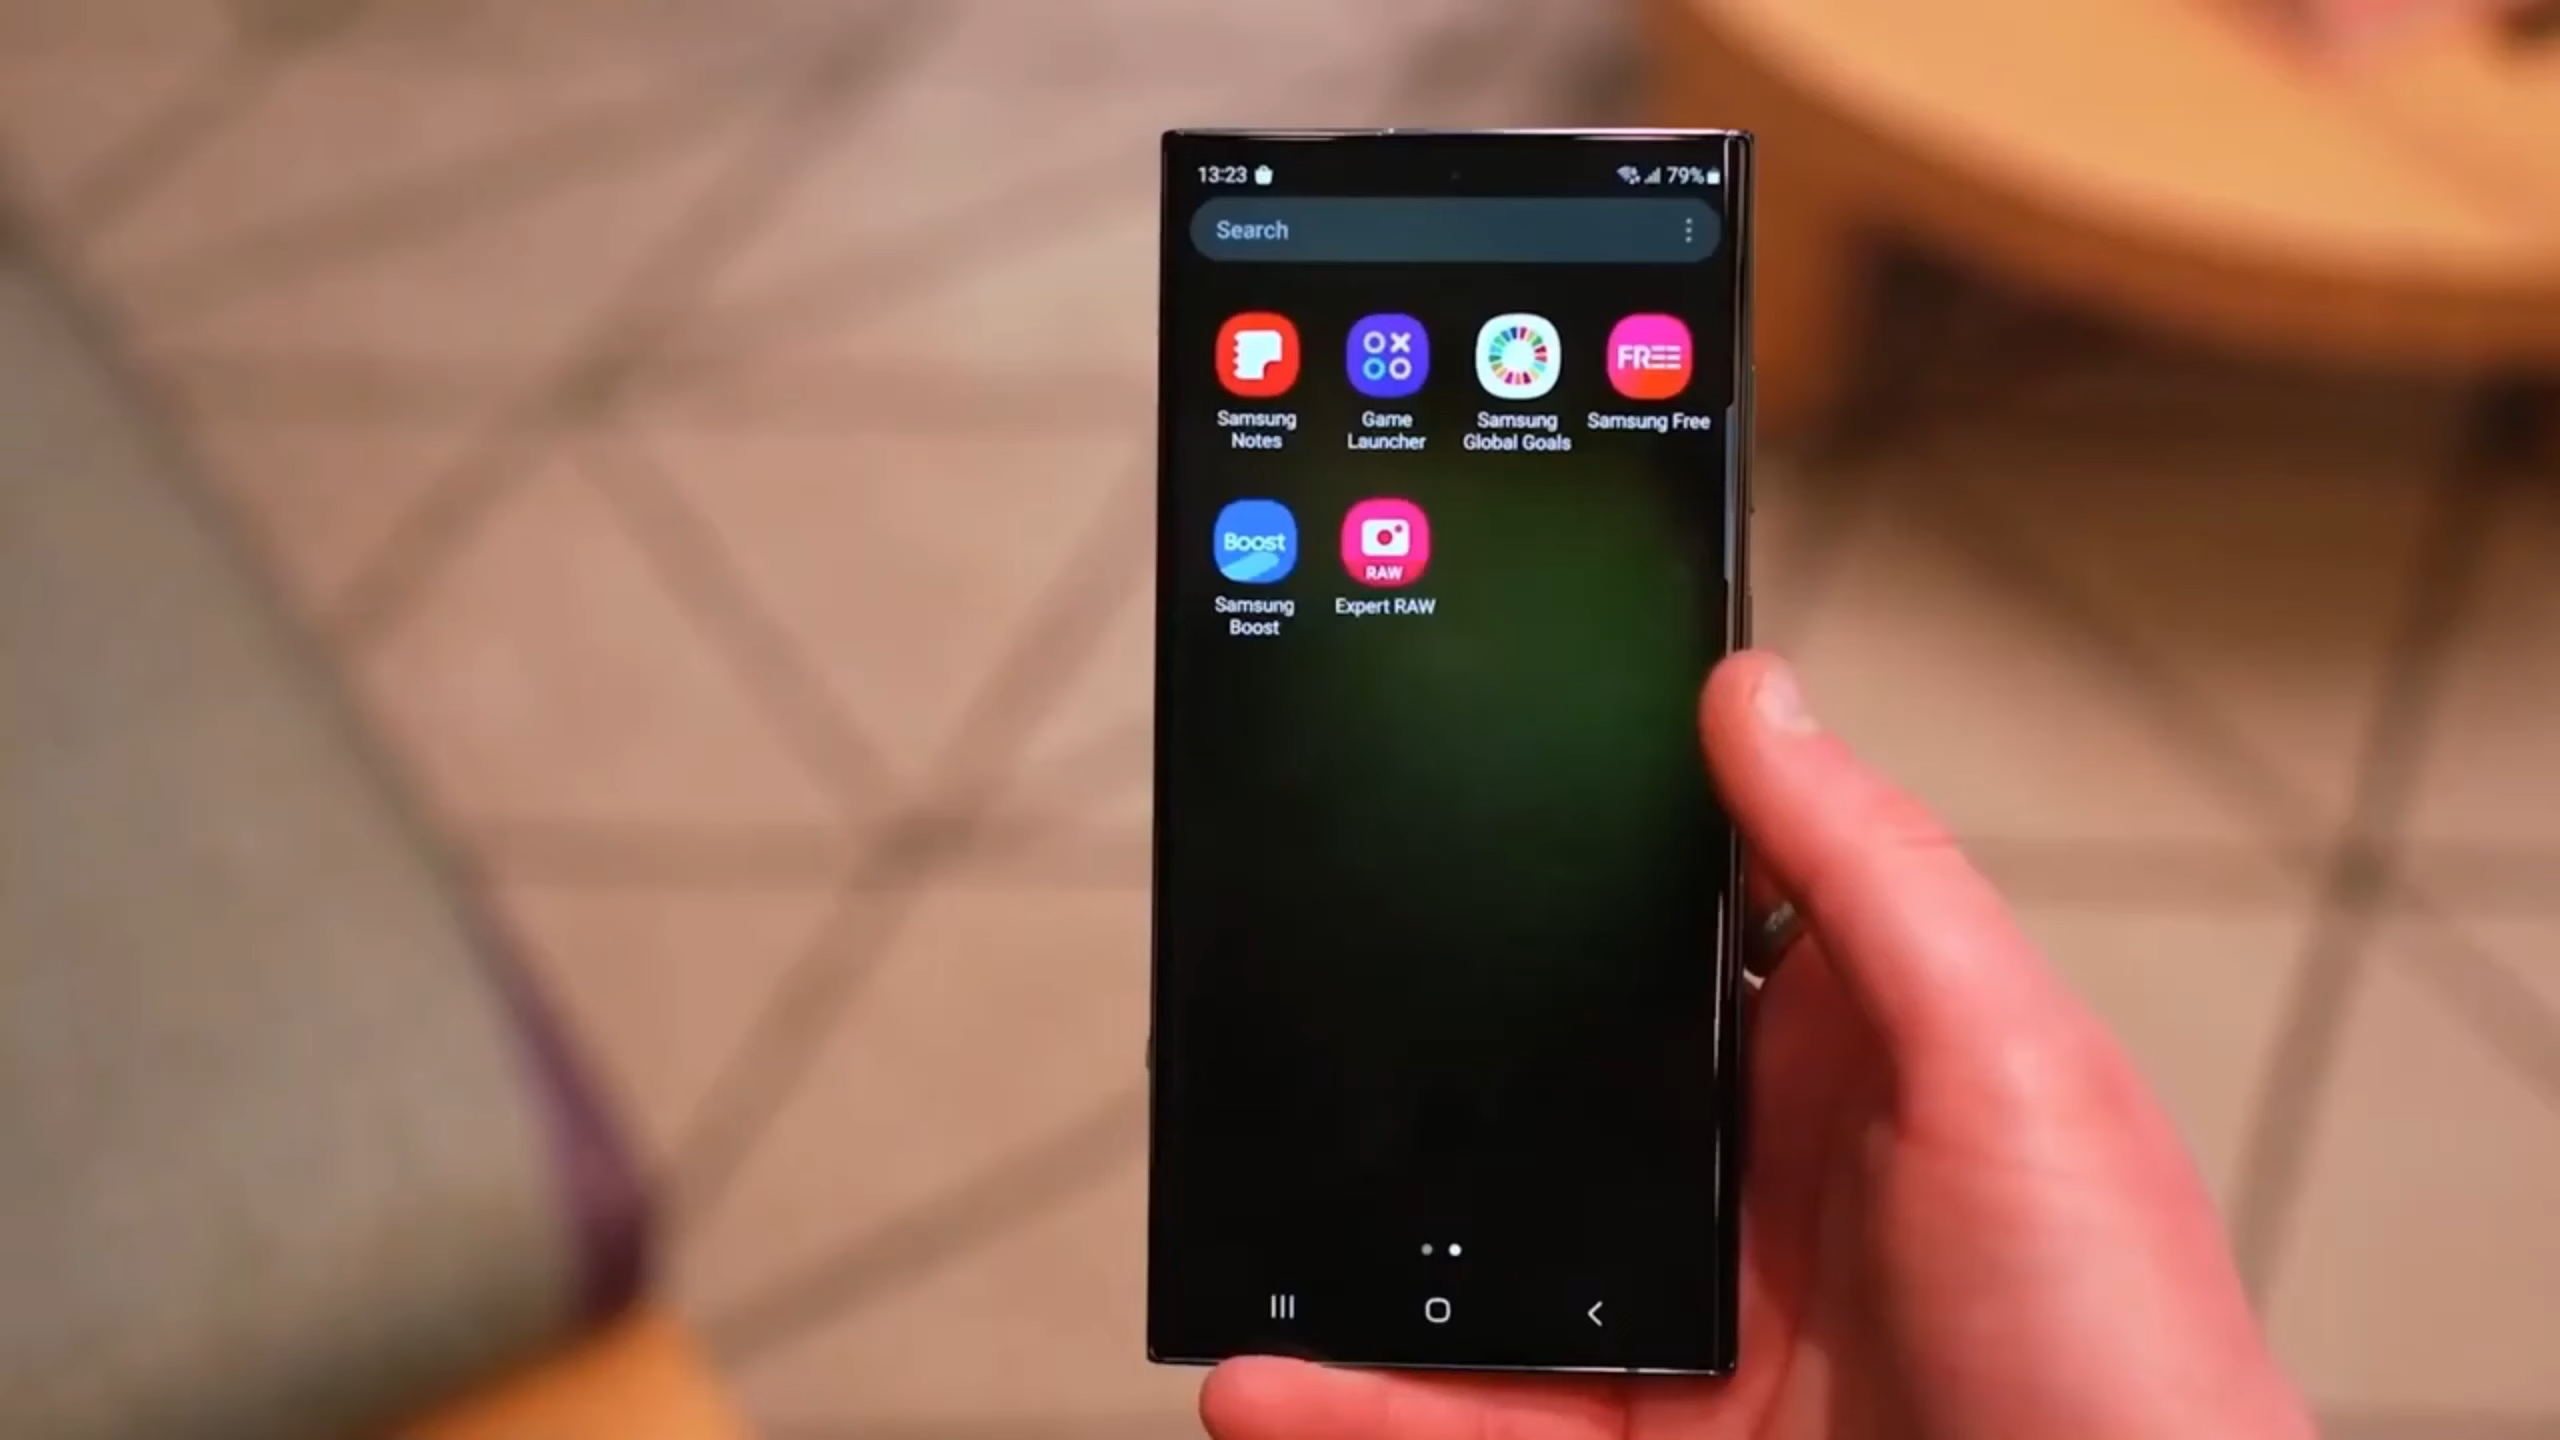 13:23
79%
Search
FREE
Samsung
Notes
Game
Launcher
Samsung
Global Goals
Samsung Free
Boost
RAW
Samsung
Boost
Expert RAW